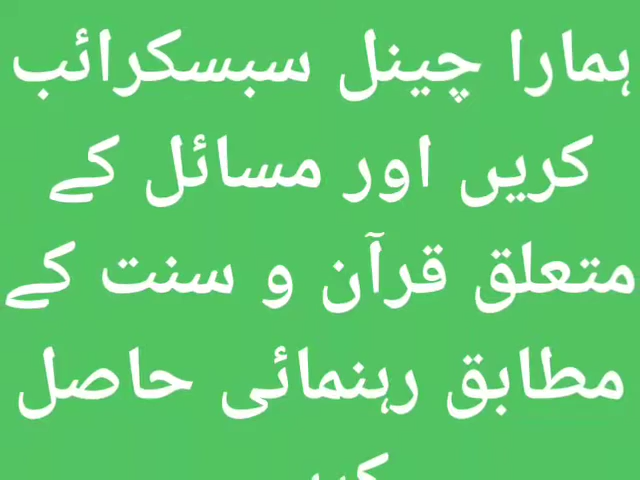 ہمارا چینل سبسکرائب
کریں اور مسائل کے
متعلق قرآن و سنت کے
مطابق رہنمائی حاصل